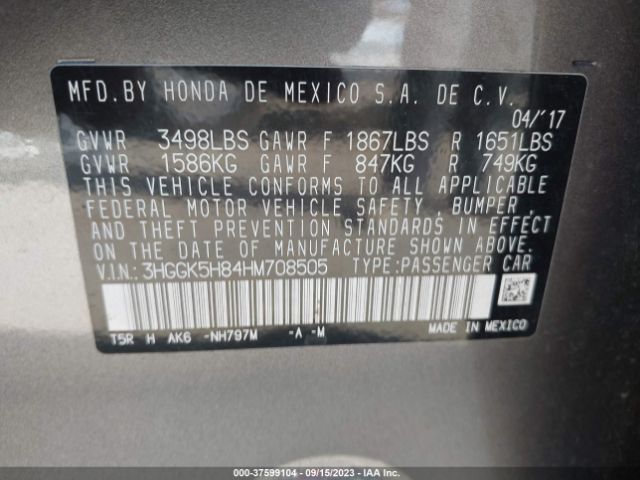 MFD.BY HONDA DE MEXICO S.A. DE C.V.
04/'17
GVWR 3498LBS GAWR F 1867LBS R 1651LBS
GVWR 1586KG GAWR F 847KG R 749KG
THIS VEHICLE CONFORMS TO ALL APPLICABLE
FEDERAL MOTOR VEHICLE SAFETY , BUMPER ,
AND THEFT PREVENTION STANDARDS IN EFFECT
ON THE DATE OF MANUFACTURE SHOWN ABOVE.
V.I.N.: 3HGGK5H84HM708505 TYPE:PASSENGER CAR
T5R H AK6 -NH797M -A -M MADE IN MEXICO
000-37599104 - 09/15/2023 - IAA Inc.